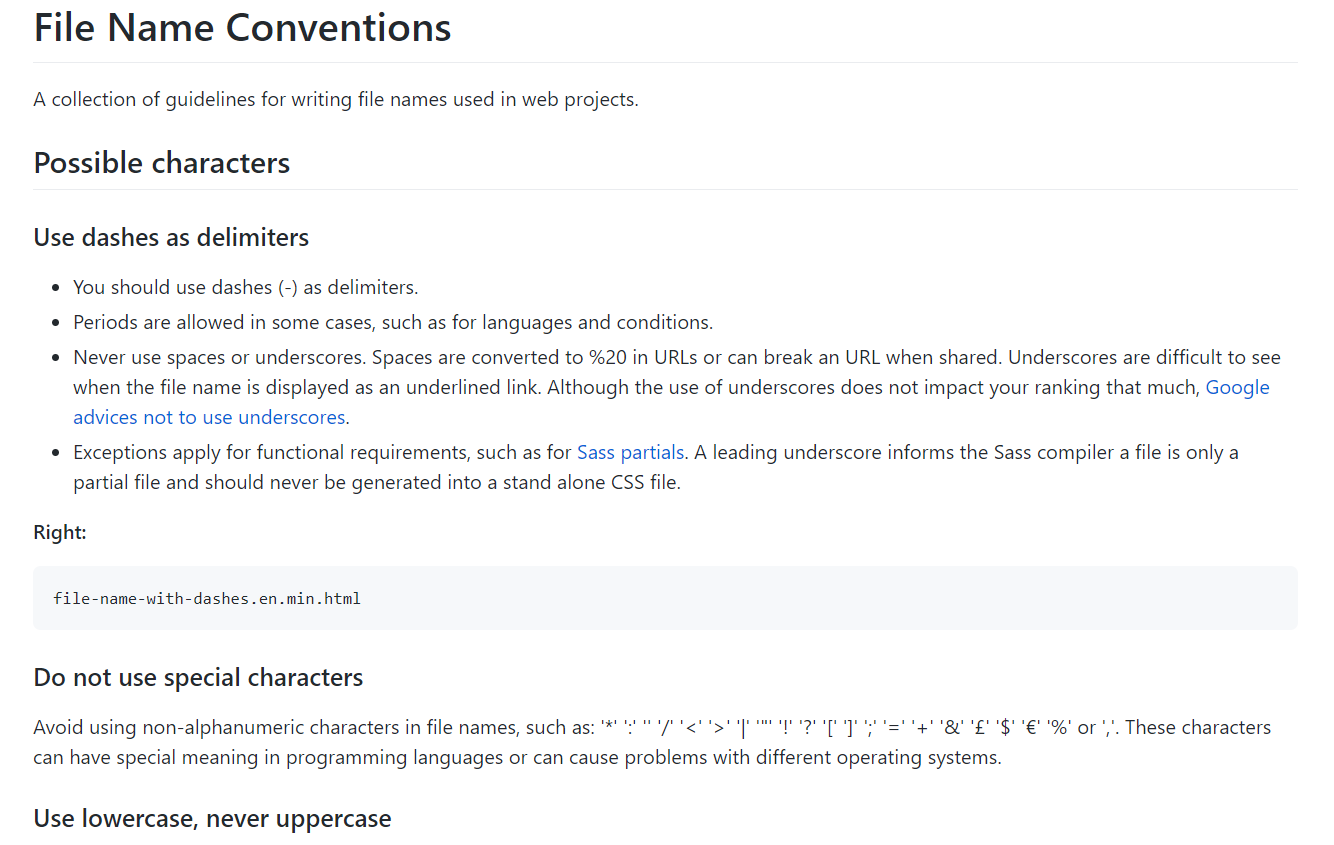 File Name Conventions
A collection of guidelines for writing file names used in web projects.
Possible characters
Use dashes as delimiters
You should use dashes (-) as delimiters.
Periods are allowed in some cases, such as for languages and conditions.
Never use spaces or underscores. Spaces are converted to %20 in URLs or can break an URL when shared. Underscores are difficult to see
when the file name is displayed as an underlined link. Although the use of underscores does not impact your ranking that much, Google
advices not to use underscores.
Exceptions apply for functional requirements, such as for Sass partials. A leading underscore informs the Sass compiler a file is only a
partial file and should never be generated into a stand alone CSS file.
Right:
file-name-with-dashes.en.min.html
Do not use special characters
Avoid using non-alphanumeric characters in file names, such as: '*' ':' '' '/' '<' '>' '|' '"' '!' '?' '[' ']' ';' '=' '+' '&' '£' '$' '€' '%' or ','. These characters
can have special meaning in programming languages or can cause problems with different operating systems.
Use lowercase, never uppercase